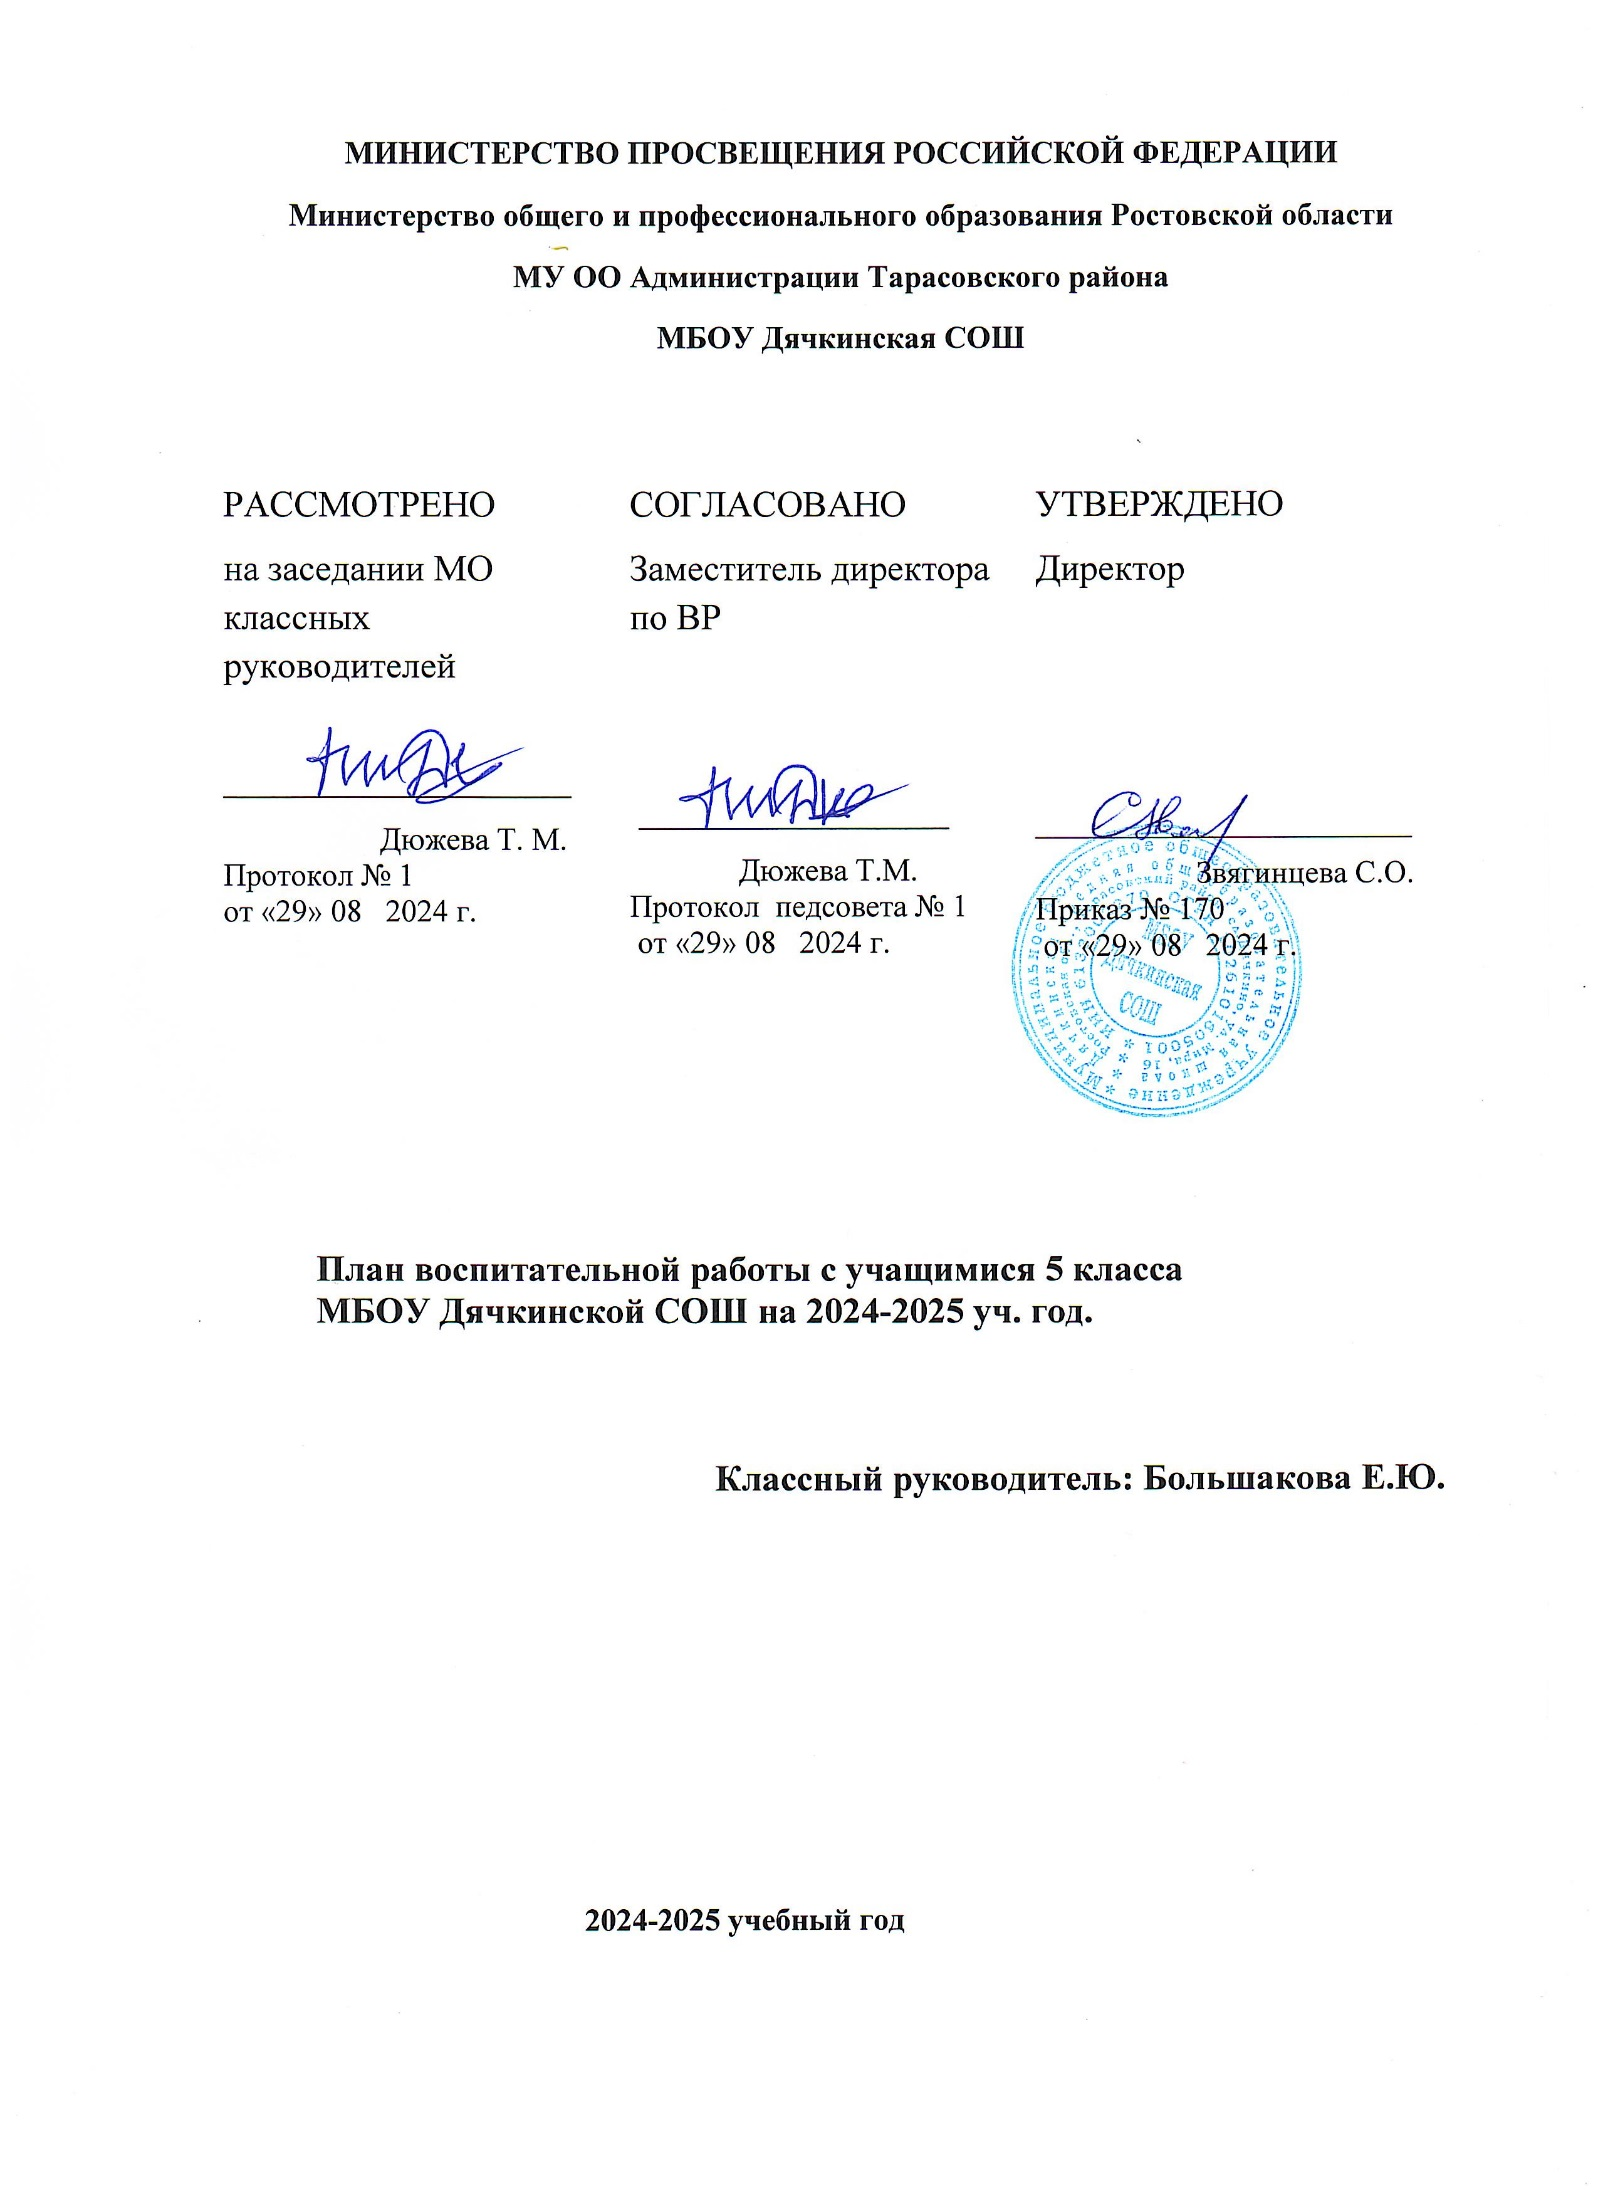 МИНИСТЕРСТВО ПРОСВЕЩЕНИЯ РОССИЙСКОЙ ФЕДЕРАЦИИ
Министерство общего и профессионального образования Ростовской области
МУ ОО Администрации Тарасовского района
МБОУ Дячкинская СОШ
РАССМОТРЕНО
на заседании МО
классных
руководителей
Дюжева Т. М.
Протокол № 1
от «29» 08 2024 г.
СОГЛАСОВАНО
Заместитель директора
по ВР
Дюжева Т.М.
Протокол педсовета № 1
от «29» 08 2024 г.
УТВЕРЖДЕНО
Директор
Звягинцева С.О.
Приказ № 170
от «29» 08 2024 г.
МБОУ
Дячкинская
СОШ
План воспитательной работы с учащимися 5 класса
МБОУ Дячкинской СОШ на 2024-2025 уч. год.
Классный руководитель: Большакова Е.Ю.
2024-2025 учебный год